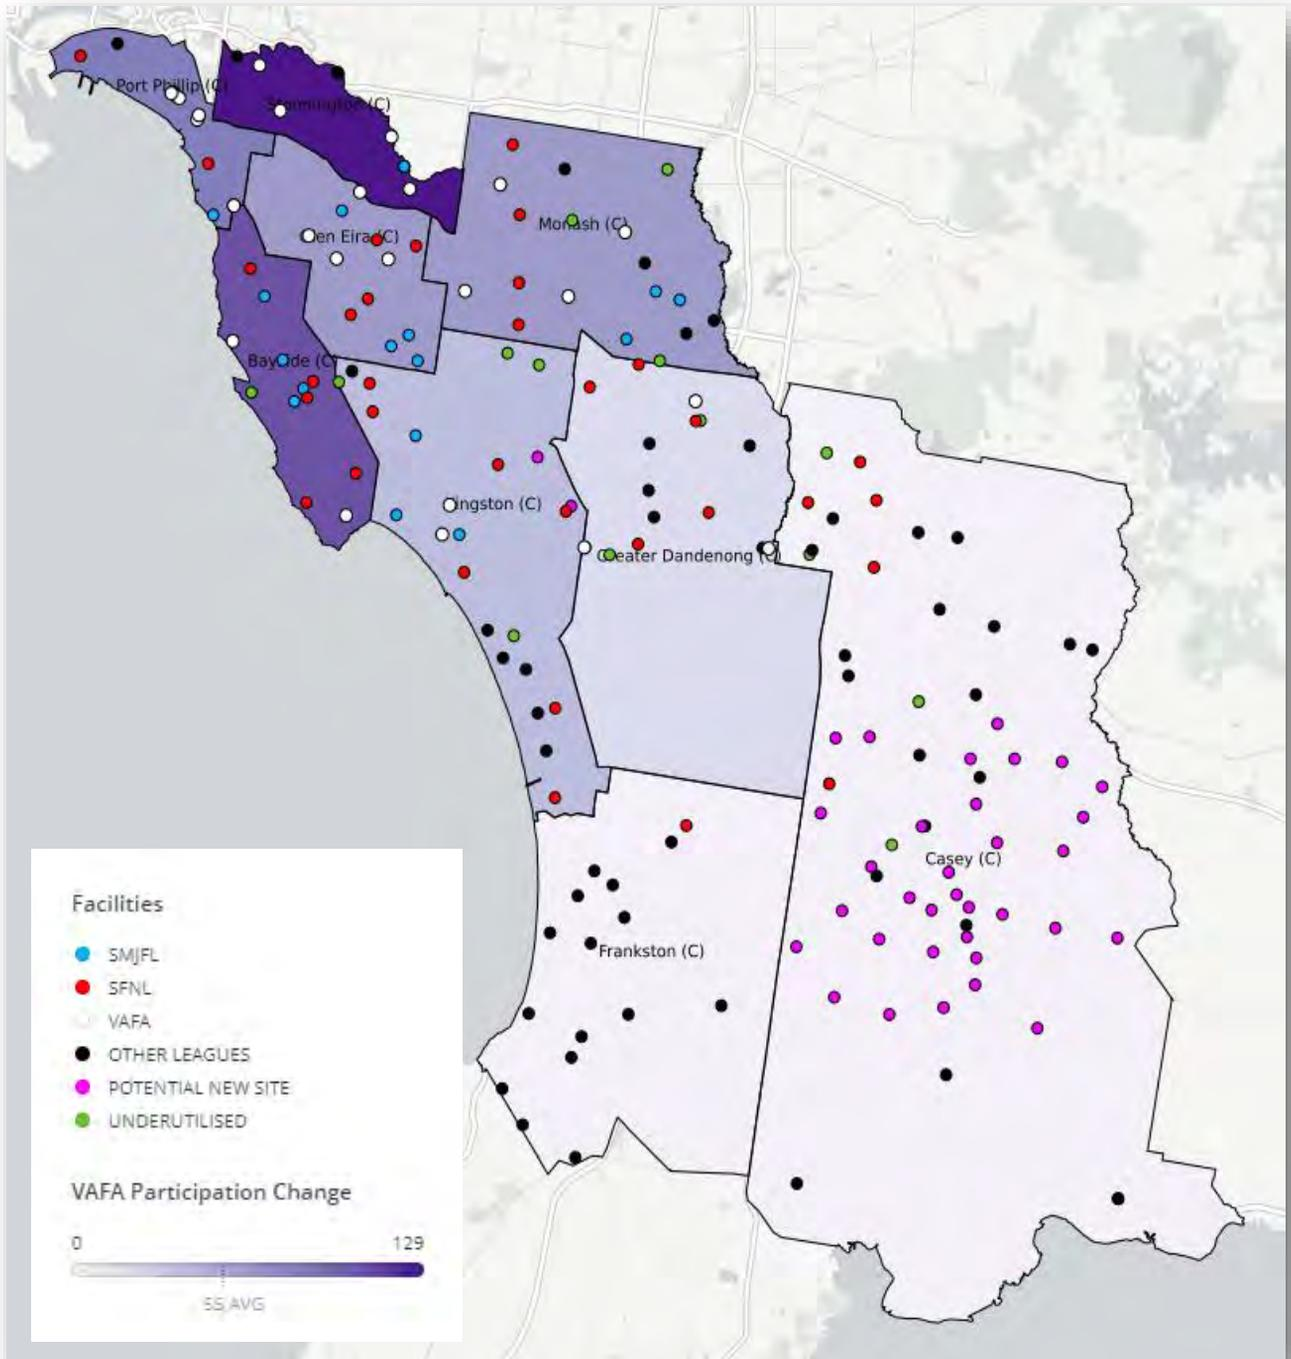 Port Phillip (C)
Stonnington (C)
Glen Eira (C)
Monash (C)
Bayside (C)
Kingston (C)
Greater Dandenong (C)
Casey (C)
Frankston (C)
Facilities
SMJFL
SFNL
VAFA
OTHER LEAGUES
POTENTIAL NEW SITE
UNDERUTILISED
VAFA Participation Change
0 129
55 AVG